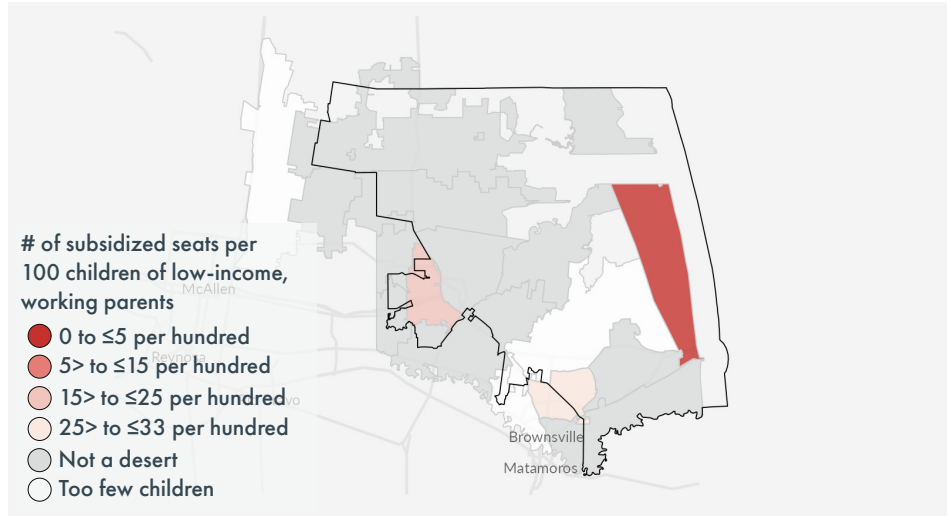 # of subsidized seats per
100 children of low-income,
working parents
McAllen
0 to ≤5 per hundred
Reynosa
5> to ≤15 per hundred
15> to ≤25 per hundred
25> to ≤33 per hundred
Not a desert
Too few children
Brownsville
Matamoros